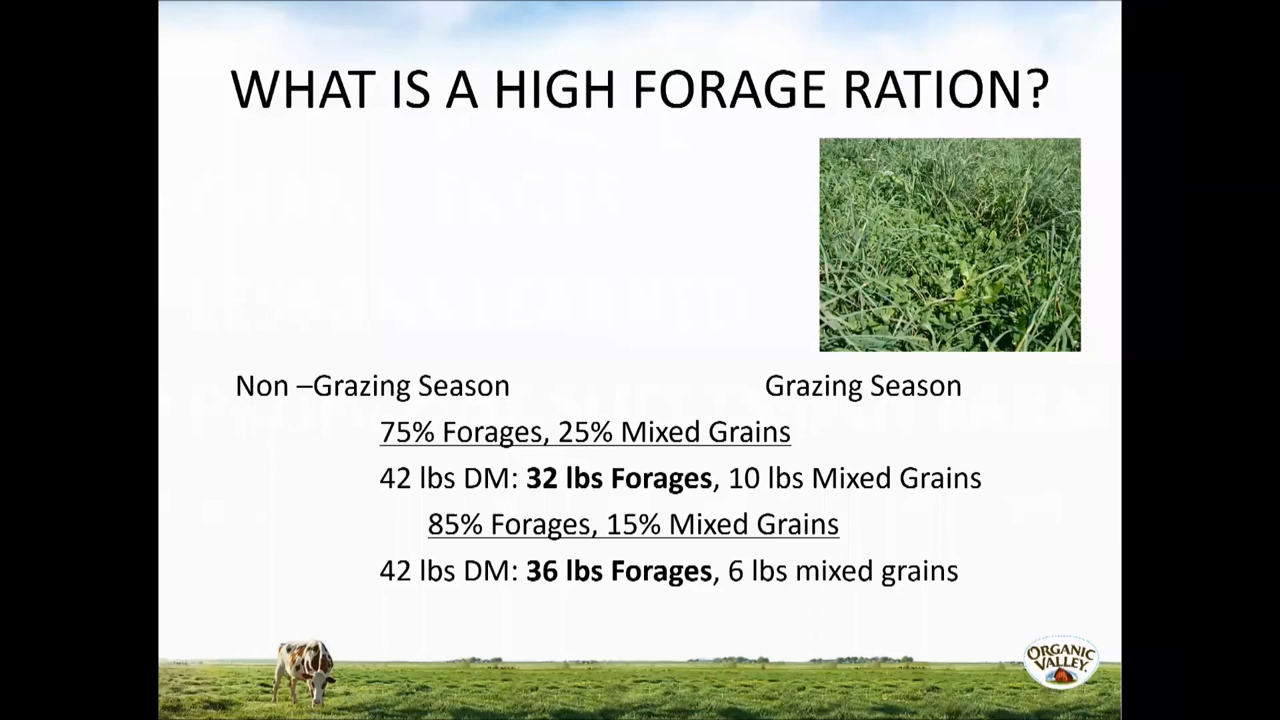 WHAT IS A HIGH FORAGE RATION?
Non –Grazing Season Grazing Season
75% Forages, 25% Mixed Grains
42 lbs DM: 32 lbs Forages, 10 lbs Mixed Grains
85% Forages, 15% Mixed Grains
42 lbs DM: 36 lbs Forages, 6 lbs mixed grains
ORGANIC
VALLEY